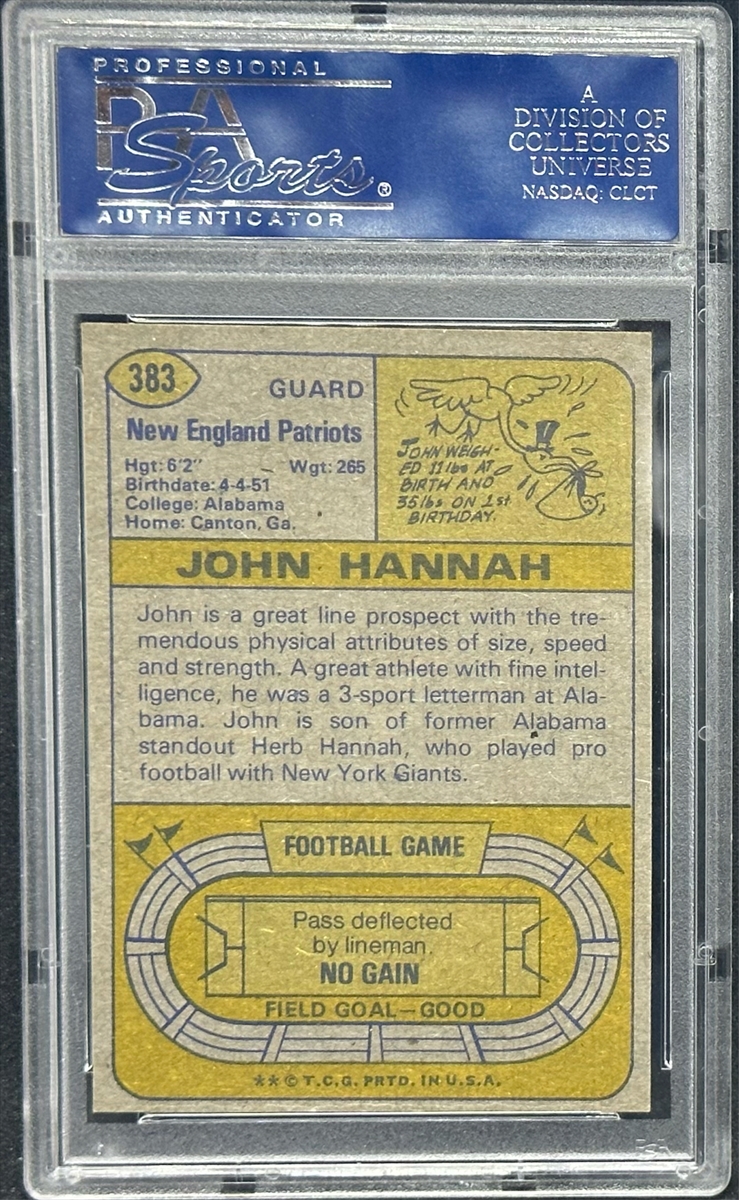 PROFESSIONAL
PSA
Sports®
AUTHENTICATOR
A
DIVISION OF
COLLECTORS
UNIVERSE
NASDAQ: CLCT
383
GUARD
New England Patriots
Hgt: 6'2" Wgt: 265
Birthdate: 4-4-51
College: Alabama
Home: Canton, Ga.
JOHN WEIGH-
ED 11 lbs AT
BIRTH AND
35 lbs ON 1st
BIRTHDAY.
JOHN HANNAH
John is a great line prospect with the tre-
mendous physical attributes of size, speed
and strength. A great athlete with fine intel-
ligence, he was a 3-sport letterman at Ala-
bama. John is son of former Alabama
standout Herb Hannah, who played pro
football with New York Giants.
FOOTBALL GAME
Pass deflected
by lineman.
NO GAIN
FIELD GOAL—GOOD
** © T.C.G. PRTD. IN U.S.A.
PSA